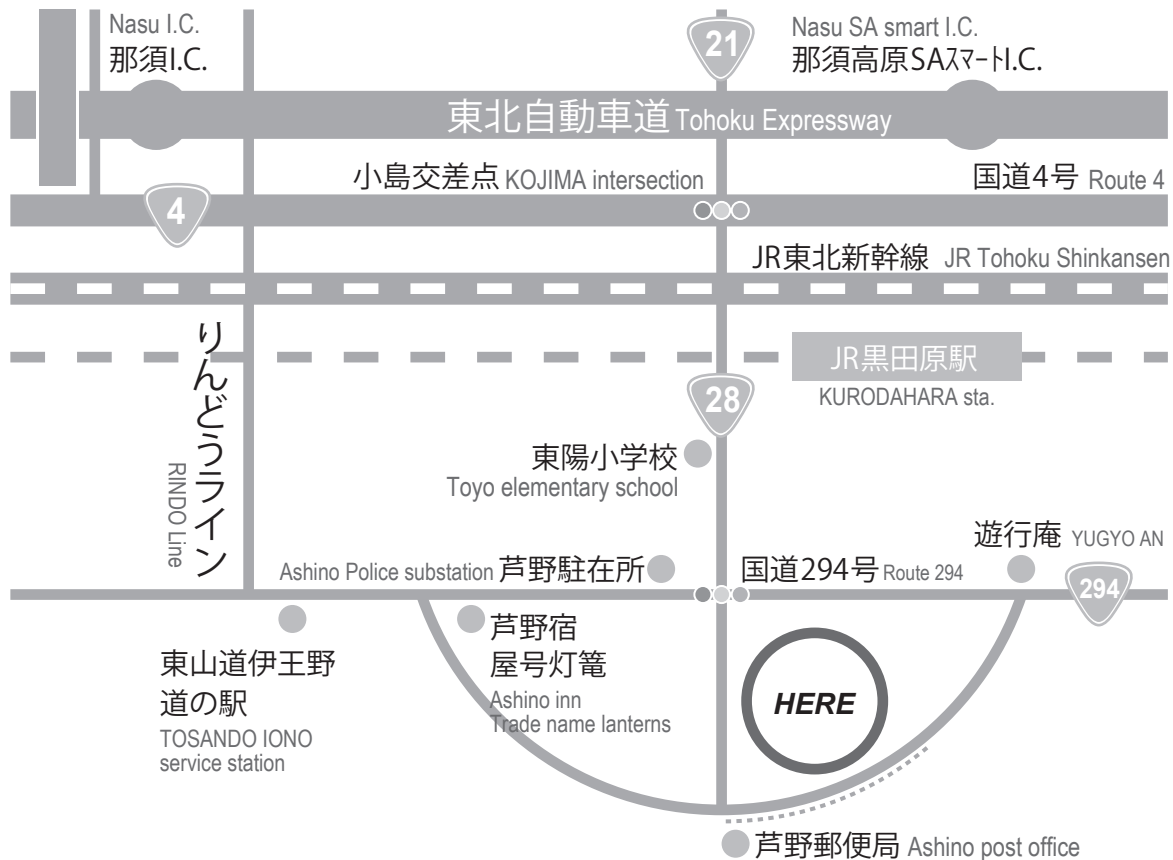 Nasu I.C.
那須I.C.
21
Nasu SA smart I.C.
那須高原SAスマートI.C.
東北自動車道 Tohoku Expressway
小島交差点 KOJIMA intersection
国道4号 Route 4
4
JR東北新幹線 JR Tohoku Shinkansen
りんどうライン
RINDO Line
JR黒田原駅
KURODAHARA sta.
28
東陽小学校
Toyo elementary school
遊行庵 YUGYO AN
Ashino Police substation 芦野駐在所
国道294号 Route 294
294
東山道伊王野
道の駅
TOSANDO IONO
service station
芦野宿
屋号灯篭
Ashino inn
Trade name lanterns
HERE
芦野郵便局 Ashino post office